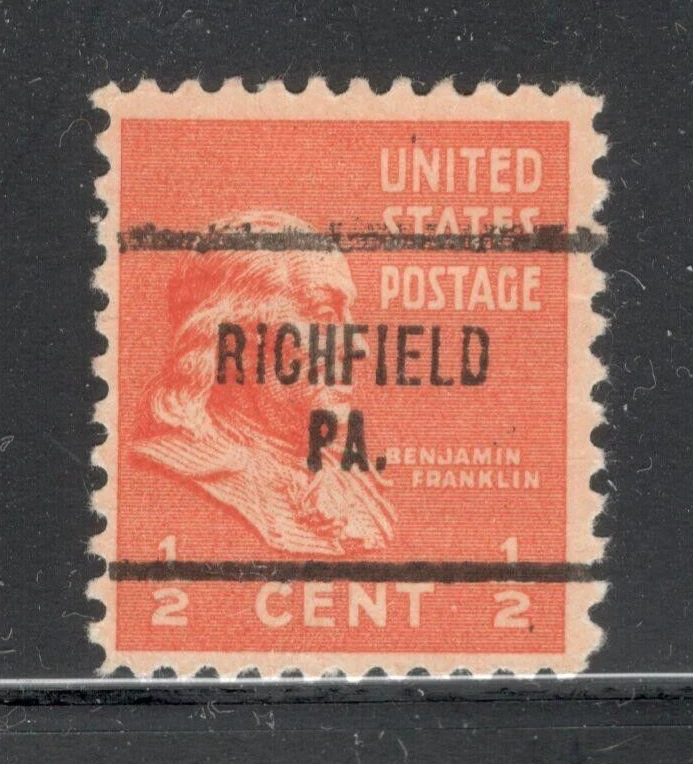 UNITED
STATES
POSTAGE
RICHFIELD
PA.
BENJAMIN
FRANKLIN
1/2 CENT 1/2